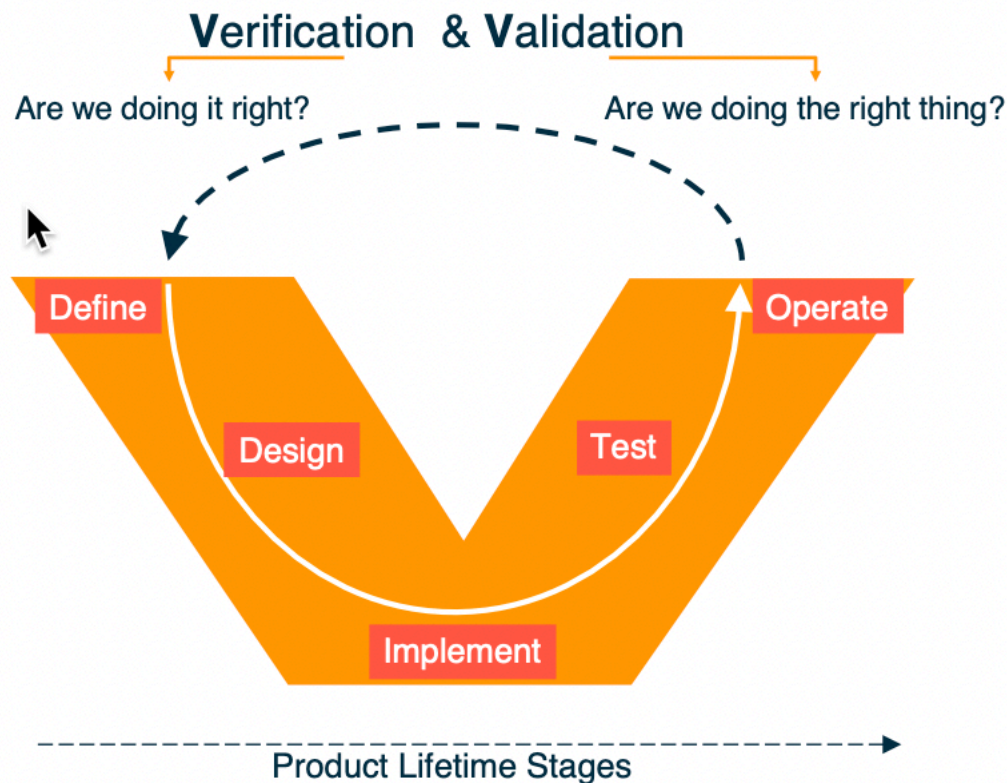 Verification & Validation
Are we doing it right?
Are we doing the right thing?
Define
Operate
Design
Test
Implement
Product Lifetime Stages